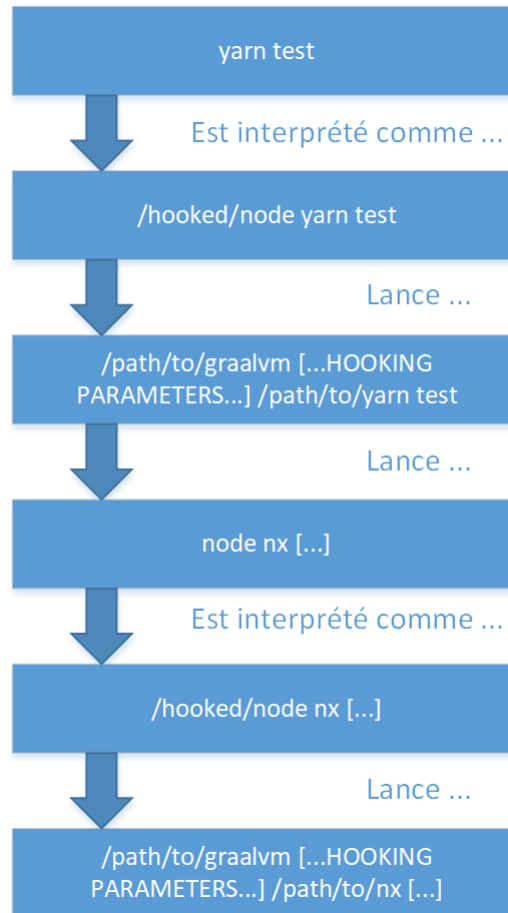 yarn test
Est interprété comme ...
/hooked/node yarn test
Lance ...
/path/to/graalvm [...HOOKING
PARAMETERS...] /path/to/yarn test
Lance ...
node nx [...]
Est interprété comme ...
/hooked/node nx [...]
Lance ...
/path/to/graalvm [...HOOKING
PARAMETERS...] /path/to/nx [...]